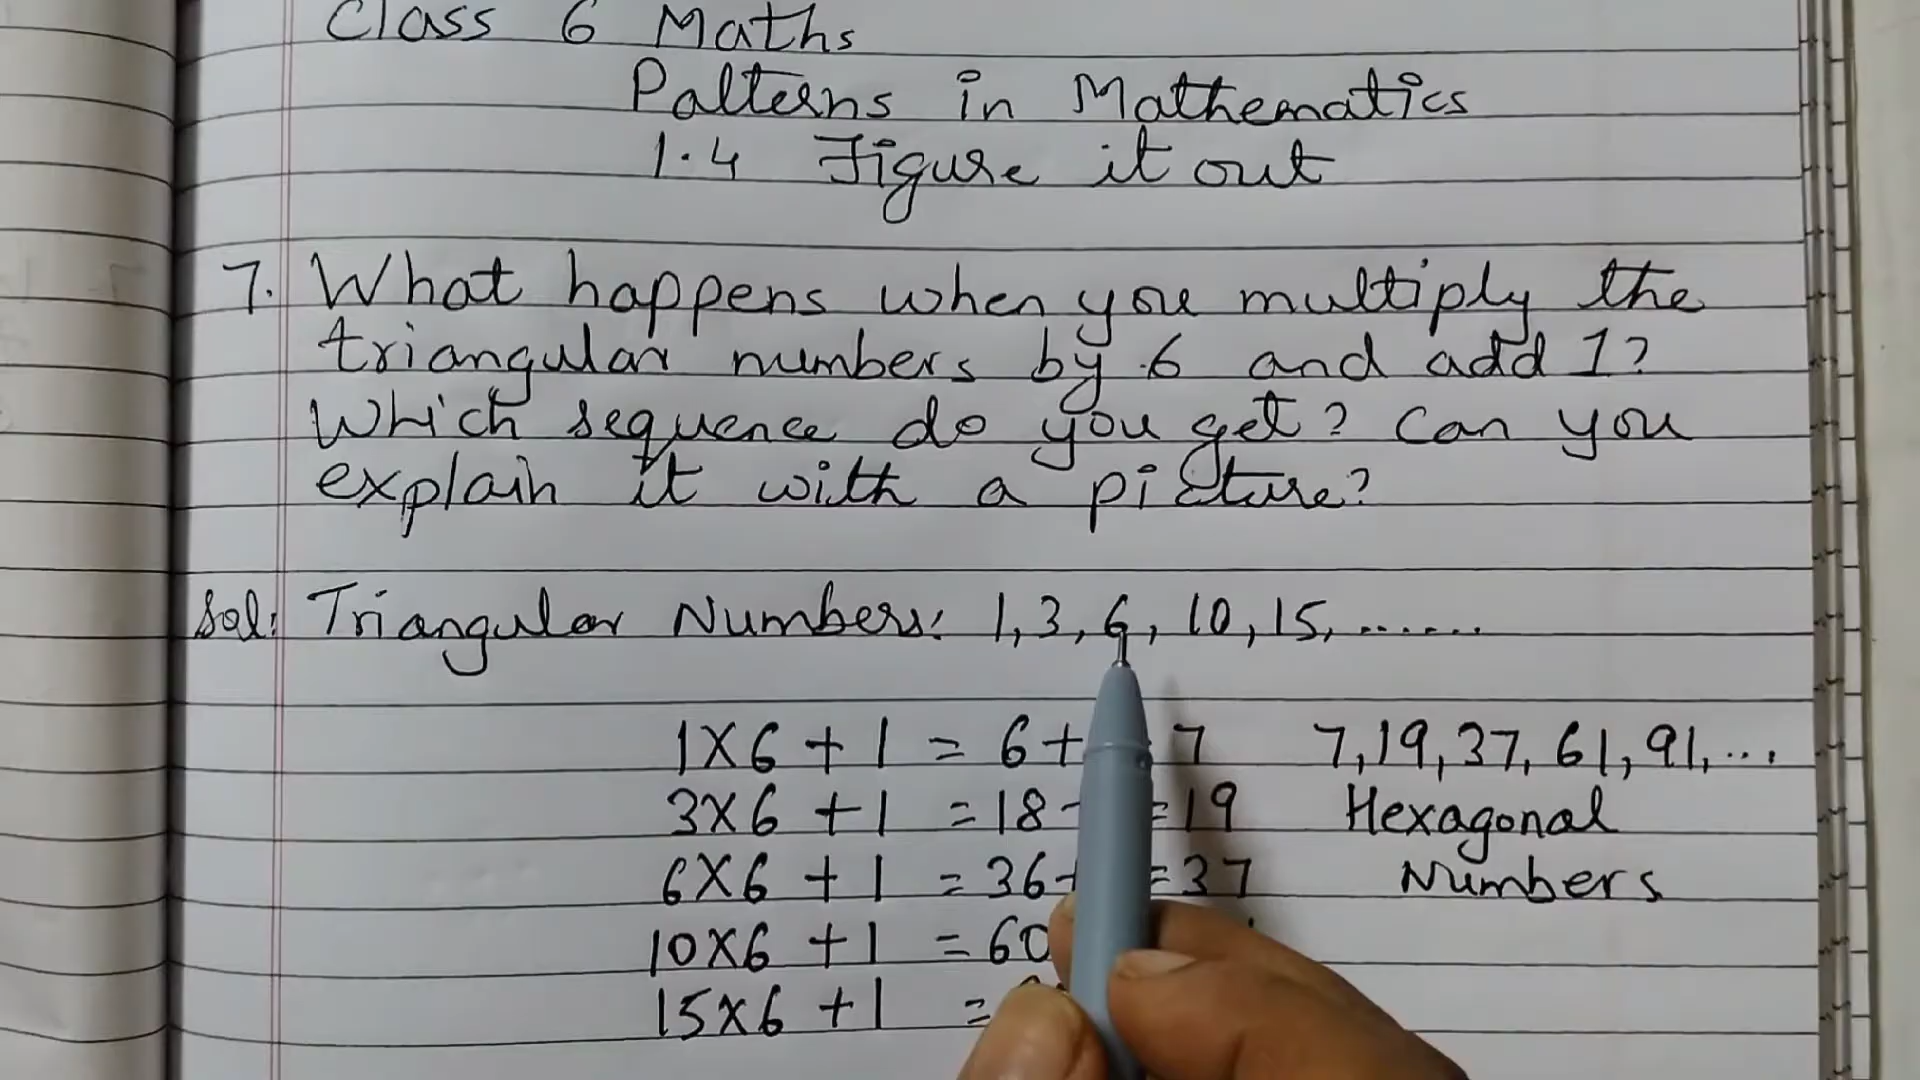 Class 6 Maths
Patterns in Mathematics
1.4 Figure it out
7. What happens when you multiply the
triangular numbers by 6 and add 1?
Which sequence do you get? Can you
explain it with a picture?
Sol: Triangular Numbers: 1, 3, 6, 10, 15, .......
1X6 + 1 = 6+ 7 7, 19, 37, 61, 91, ...
3X6 + 1 = 18 =19 Hexagonal
6X6 + 1 = 36+ =37 Numbers
10X6 +1 = 60
15X6 + 1 =